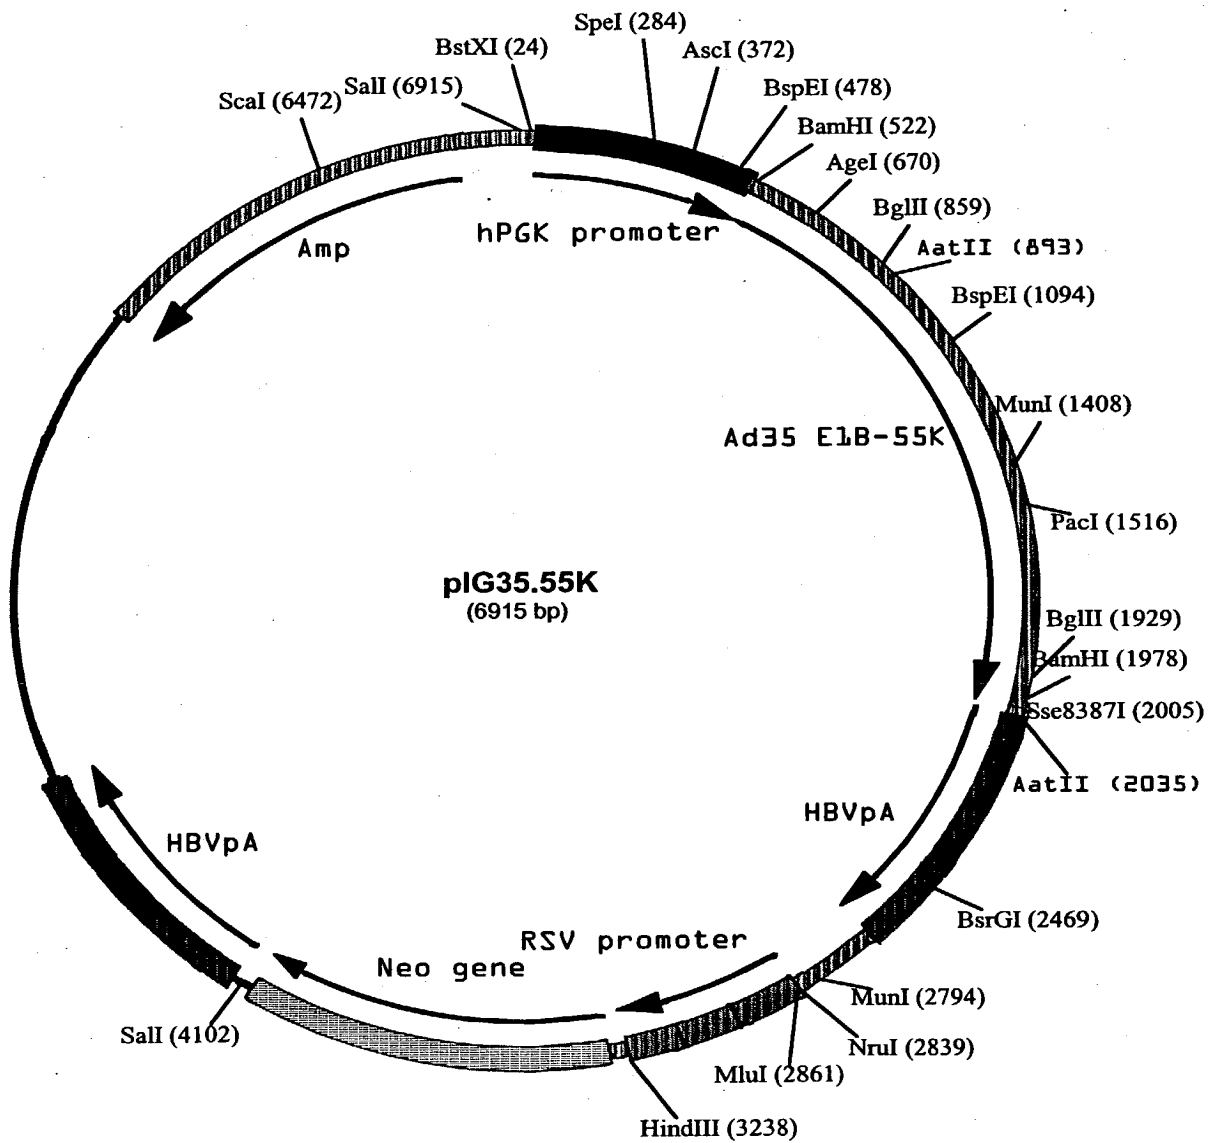 SpeI (284)
BstXI (24)
AscI (372)
SalI (6915)
ScaI (6472)
BspEI (478)
BamHI (522)
AgeI (670)
BglII (859)
AatII (893)
BspEI (1094)
hPGK promoter
Amp
MunI (1408)
Ad35 E1B-55K
PacI (1516)
pIG35.55K
(6915 bp)
BglII (1929)
BamHI (1978)
Sse8387I (2005)
AatII (2035)
HBVpA
HBVpA
BsrGI (2469)
RSV promoter
Neo gene
MunI (2794)
SalI (4102)
NruI (2839)
MluI (2861)
HindIII (3238)